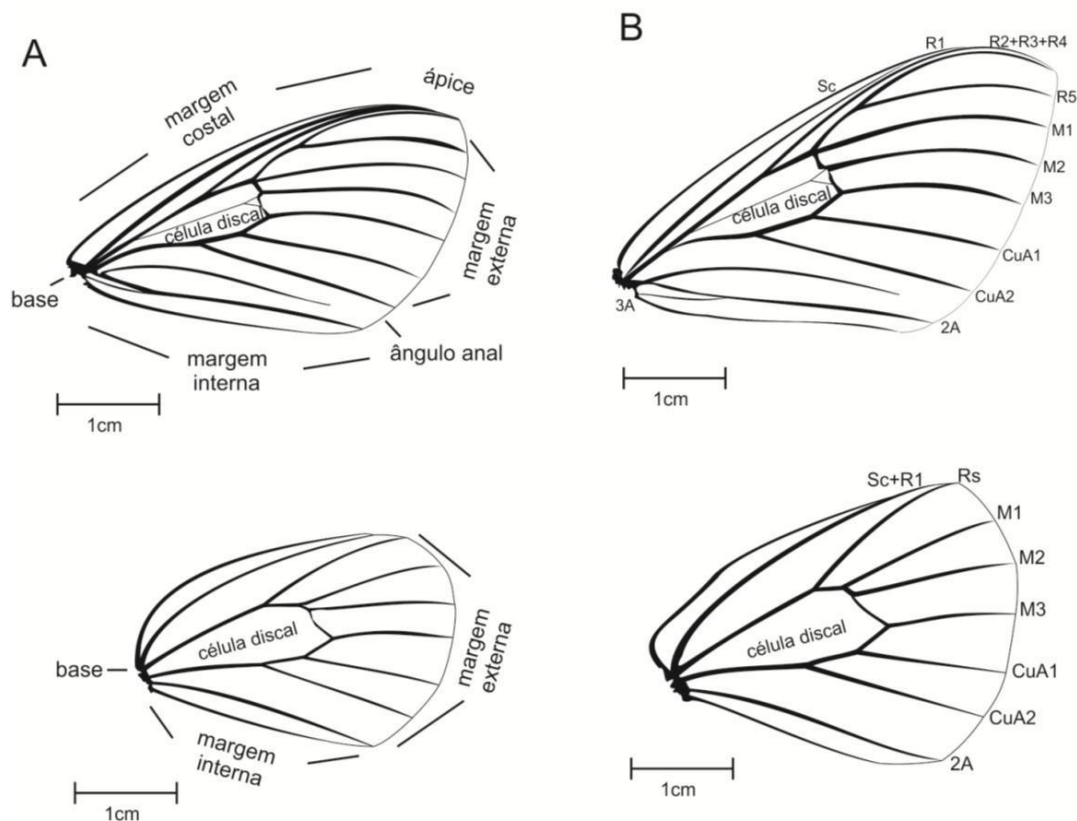 A
margem
costal
ápice
célula discal
margem
externa
base
margem
interna
ângulo anal
1cm
B
R1
R2+R3+R4
Sc
R5
M1
M2
M3
célula discal
CuA1
CuA2
3A
2A
1cm
célula discal
base
margem
externa
margem
interna
1cm
Sc+R1
Rs
M1
M2
M3
célula discal
CuA1
CuA2
2A
1cm